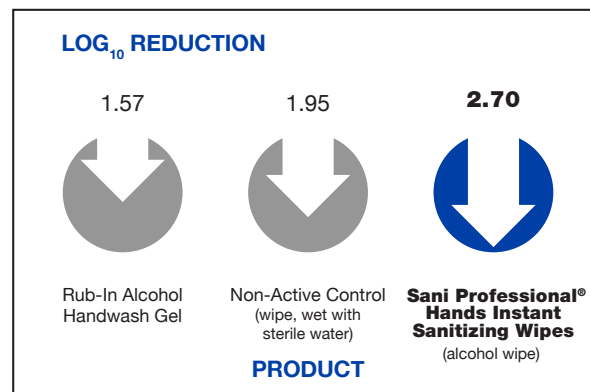 LOG₁₀ REDUCTION
1.57
1.95
2.70
Rub-In Alcohol
Handwash Gel
Non-Active Control
(wipe, wet with
sterile water)
Sani Professional®
Hands Instant
Sanitizing Wipes
(alcohol wipe)
PRODUCT